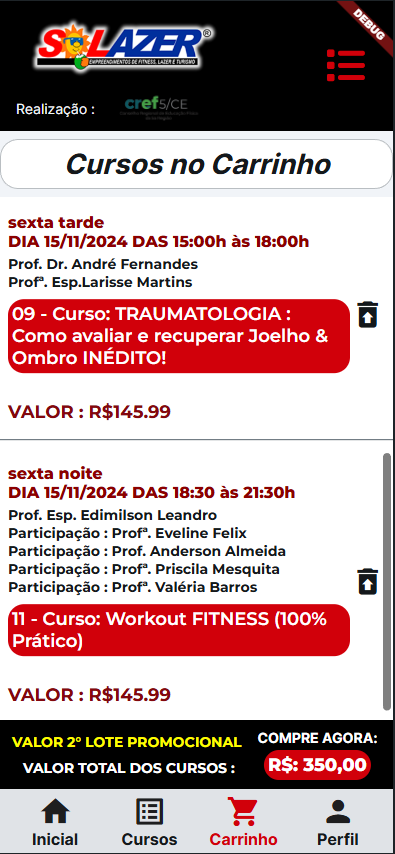 SOLAZER®
EMPREENDIMENTOS DE FITNESS, LAZER E TURISMO
DEBUG
Realização :
cref5/CE
Cursos no Carrinho
sexta tarde
DIA 15/11/2024 DAS 15:00h às 18:00h
Prof. Dr. André Fernandes
Profª. Esp.Larisse Martins
09 - Curso: TRAUMATOLOGIA :
Como avaliar e recuperar Joelho &
Ombro INÉDITO!
VALOR : R$145.99
sexta noite
DIA 15/11/2024 DAS 18:30 às 21:30h
Prof. Esp. Edimilson Leandro
Participação : Profª. Eveline Felix
Participação : Prof. Anderson Almeida
Participação : Profª. Priscila Mesquita
Participação : Profª. Valéria Barros
11 - Curso: Workout FITNESS (100%
Prático)
VALOR : R$145.99
VALOR 2º LOTE PROMOCIONAL
COMPRE AGORA:
VALOR TOTAL DOS CURSOS :
R$: 350,00
Inicial
Cursos
Carrinho
Perfil